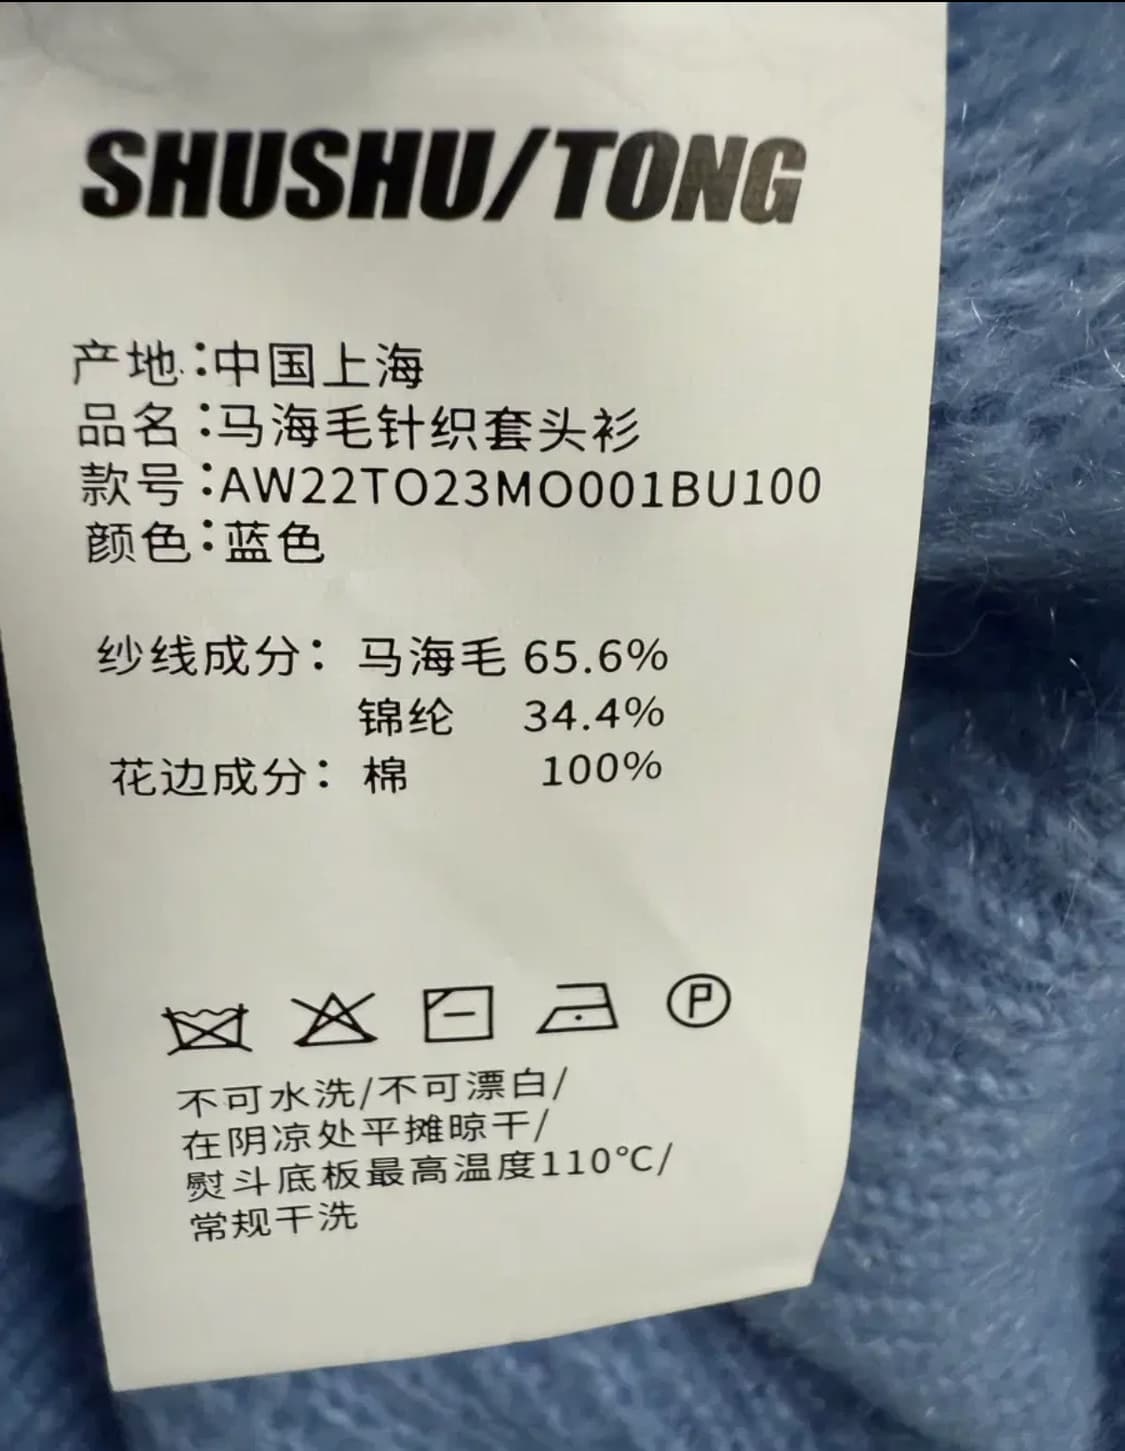 SHUSHU/TONG
产地:中国上海
品名:马海毛针织套头衫
款号:AW22TO23MO001BU100
颜色:蓝色
纱线成分: 马海毛 65.6%
锦纶 34.4%
花边成分: 棉 100%
P
不可水洗/不可漂白/
在阴凉处平摊晾干/
熨斗底板最高温度110℃/
常规干洗